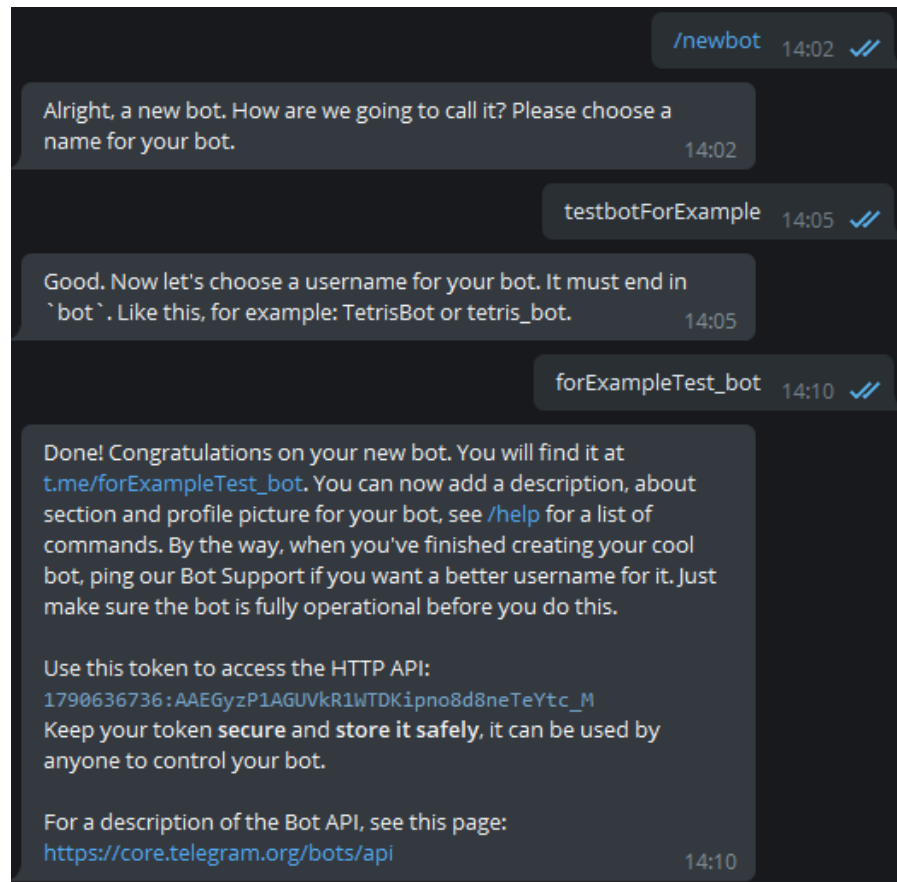 /newbot 14:02
Alright, a new bot. How are we going to call it? Please choose a
name for your bot.
14:02
testbotForExample 14:05
Good. Now let's choose a username for your bot. It must end in
`bot`. Like this, for example: TetrisBot or tetris_bot.
14:05
forExampleTest_bot 14:10
Done! Congratulations on your new bot. You will find it at
t.me/forExampleTest_bot. You can now add a description, about
section and profile picture for your bot, see /help for a list of
commands. By the way, when you've finished creating your cool
bot, ping our Bot Support if you want a better username for it. Just
make sure the bot is fully operational before you do this.
Use this token to access the HTTP API:
1790636736:AAEGyzP1AGUVkR1WTDKipno8d8neTeYtc_M
Keep your token secure and store it safely, it can be used by
anyone to control your bot.
For a description of the Bot API, see this page:
https://core.telegram.org/bots/api
14:10